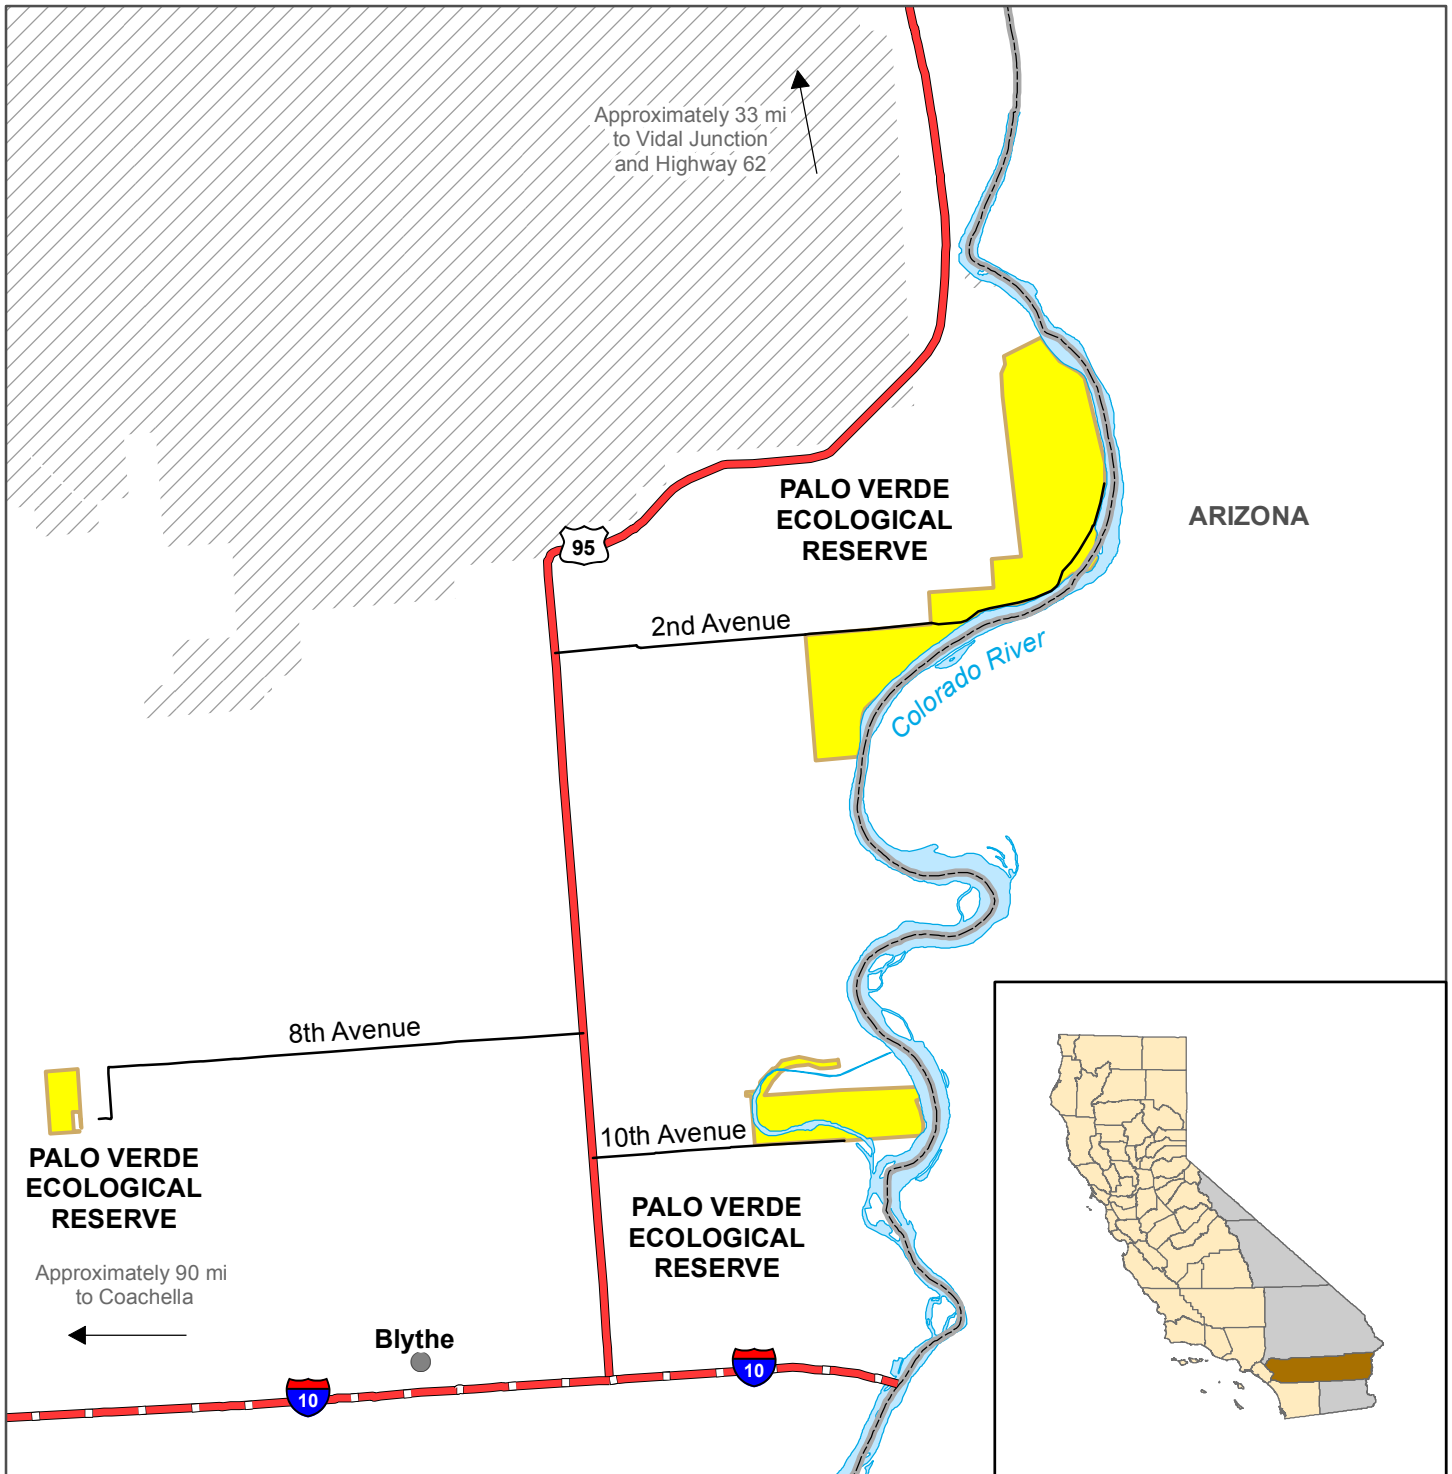 Approximately 33 mi
to Vidal Junction
and Highway 62
PALO VERDE
ECOLOGICAL
RESERVE
ARIZONA
95
2nd Avenue
Colorado River
8th Avenue
10th Avenue
PALO VERDE
ECOLOGICAL
RESERVE
PALO VERDE
ECOLOGICAL
RESERVE
Approximately 90 mi
to Coachella
Blythe
10
10